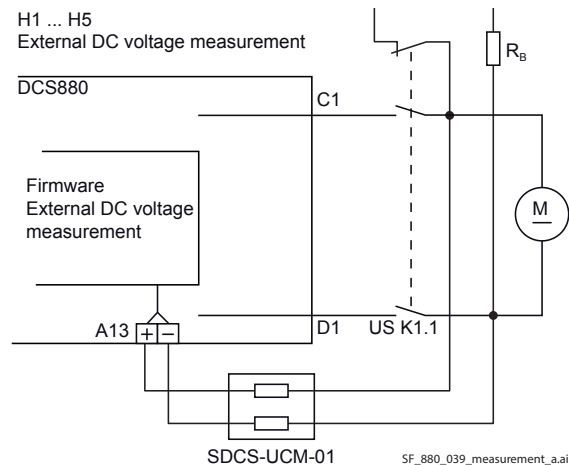 H1 ... H5
External DC voltage measurement
DCS880
C1
R_B
Firmware
External DC voltage
measurement
M
A13
+ −
D1
US K1.1
SDCS-UCM-01
SF_880_039_measurement_a.ai